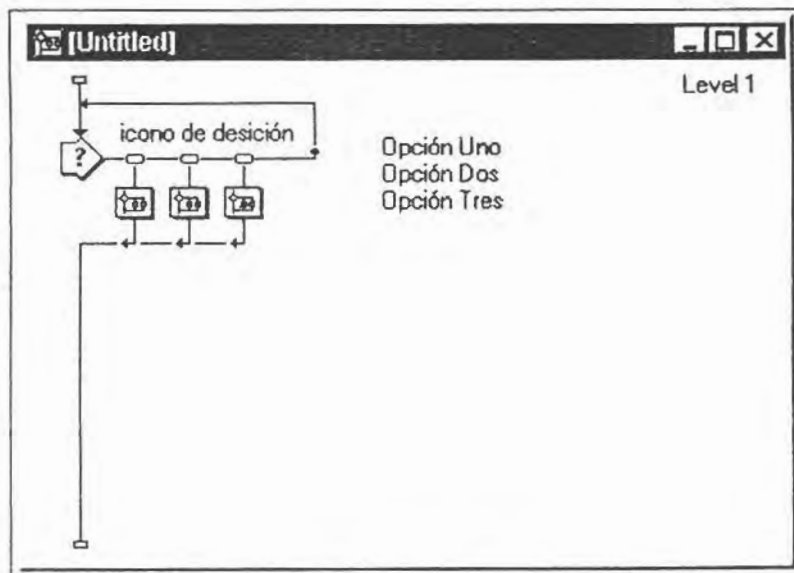 [Untitled]
Level 1
icono de desición
?
Opción Uno
Opción Dos
Opción Tres